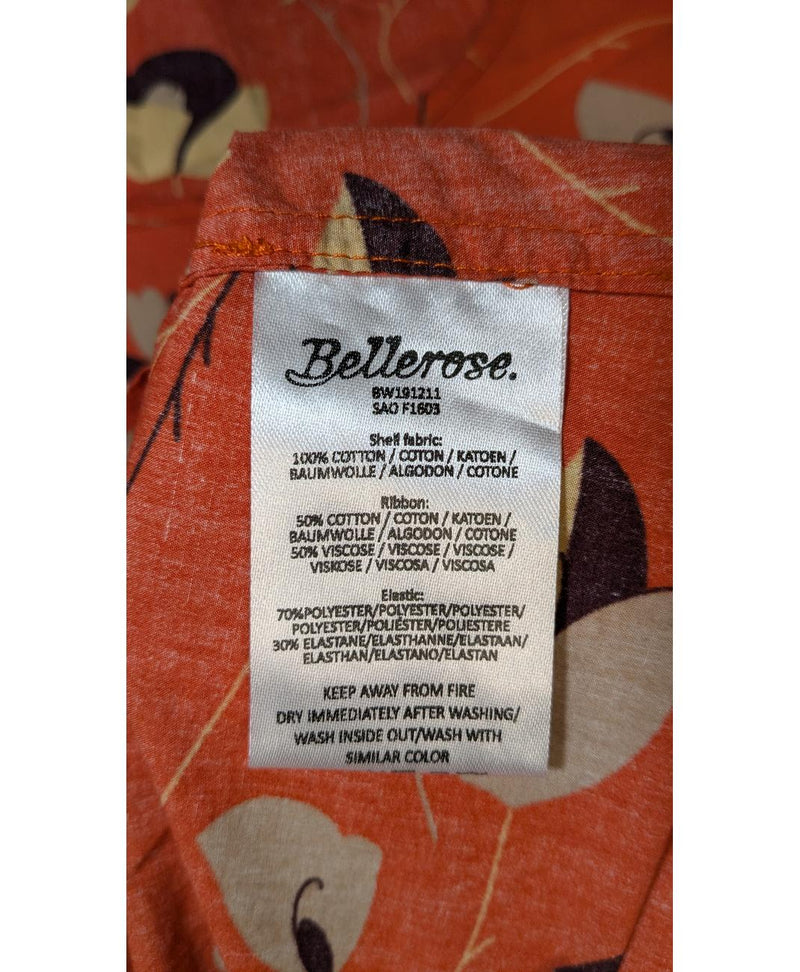 Bellerose.
BW191211
SAO F1603
Shell fabric:
100% COTTON / COTON / KATOEN /
BAUMWOLLE / ALGODON / COTONE
Ribbon:
50% COTTON / COTON / KATOEN /
BAUMWOLLE / ALGODON / COTONE
50% VISCOSE / VISCOSE / VISCOSE /
VISKOSE / VISCOSA / VISCOSA
Elastic:
70%POLYESTER/POLYESTER/POLYESTER/
POLYESTER/POLIÉSTER/POLIESTERE
30% ELASTANE/ELASTHANNE/ELASTAAN/
ELASTHAN/ELASTANO/ELASTAN
KEEP AWAY FROM FIRE
DRY IMMEDIATELY AFTER WASHING/
WASH INSIDE OUT/WASH WITH
SIMILAR COLOR